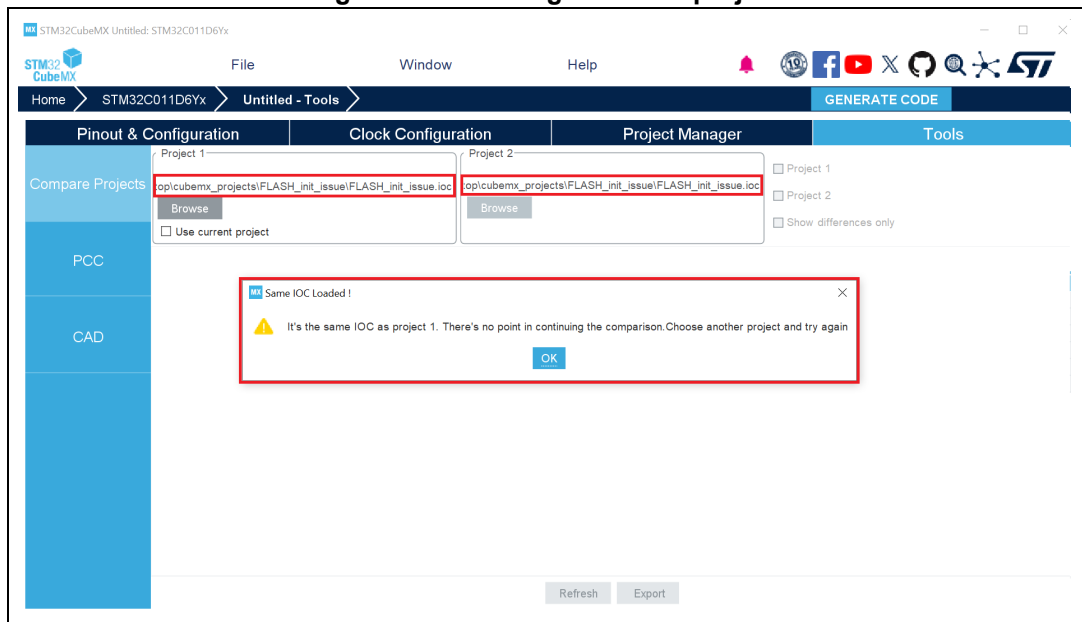 MX STM32CubeMX Untitled: STM32C011D6Yx
STM32 CubeMX File Window Help 19 f X ST
Home STM32C011D6Yx Untitled - Tools GENERATE CODE
Pinout & Configuration Clock Configuration Project Manager Tools
Compare Projects
PCC
CAD
Project 1
:op\cubemx_projects\FLASH_init_issue\FLASH_init_issue.ioc
Browse
Use current project
Project 2
:op\cubemx_projects\FLASH_init_issue\FLASH_init_issue.ioc
Browse
Project 1
Project 2
Show differences only
MX Same IOC Loaded !
It's the same IOC as project 1. There's no point in continuing the comparison.Choose another project and try again
OK
Refresh Export